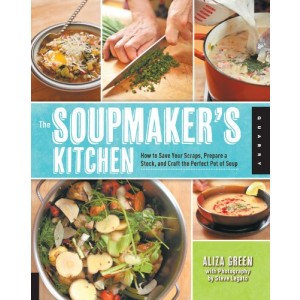 The
SOUPMAKER'S
KITCHEN
QUARRY
How to Save Your Scraps, Prepare a
Stock, and Craft the Perfect Pot of Soup
ALIZA GREEN
with Photography
by Steve Legato